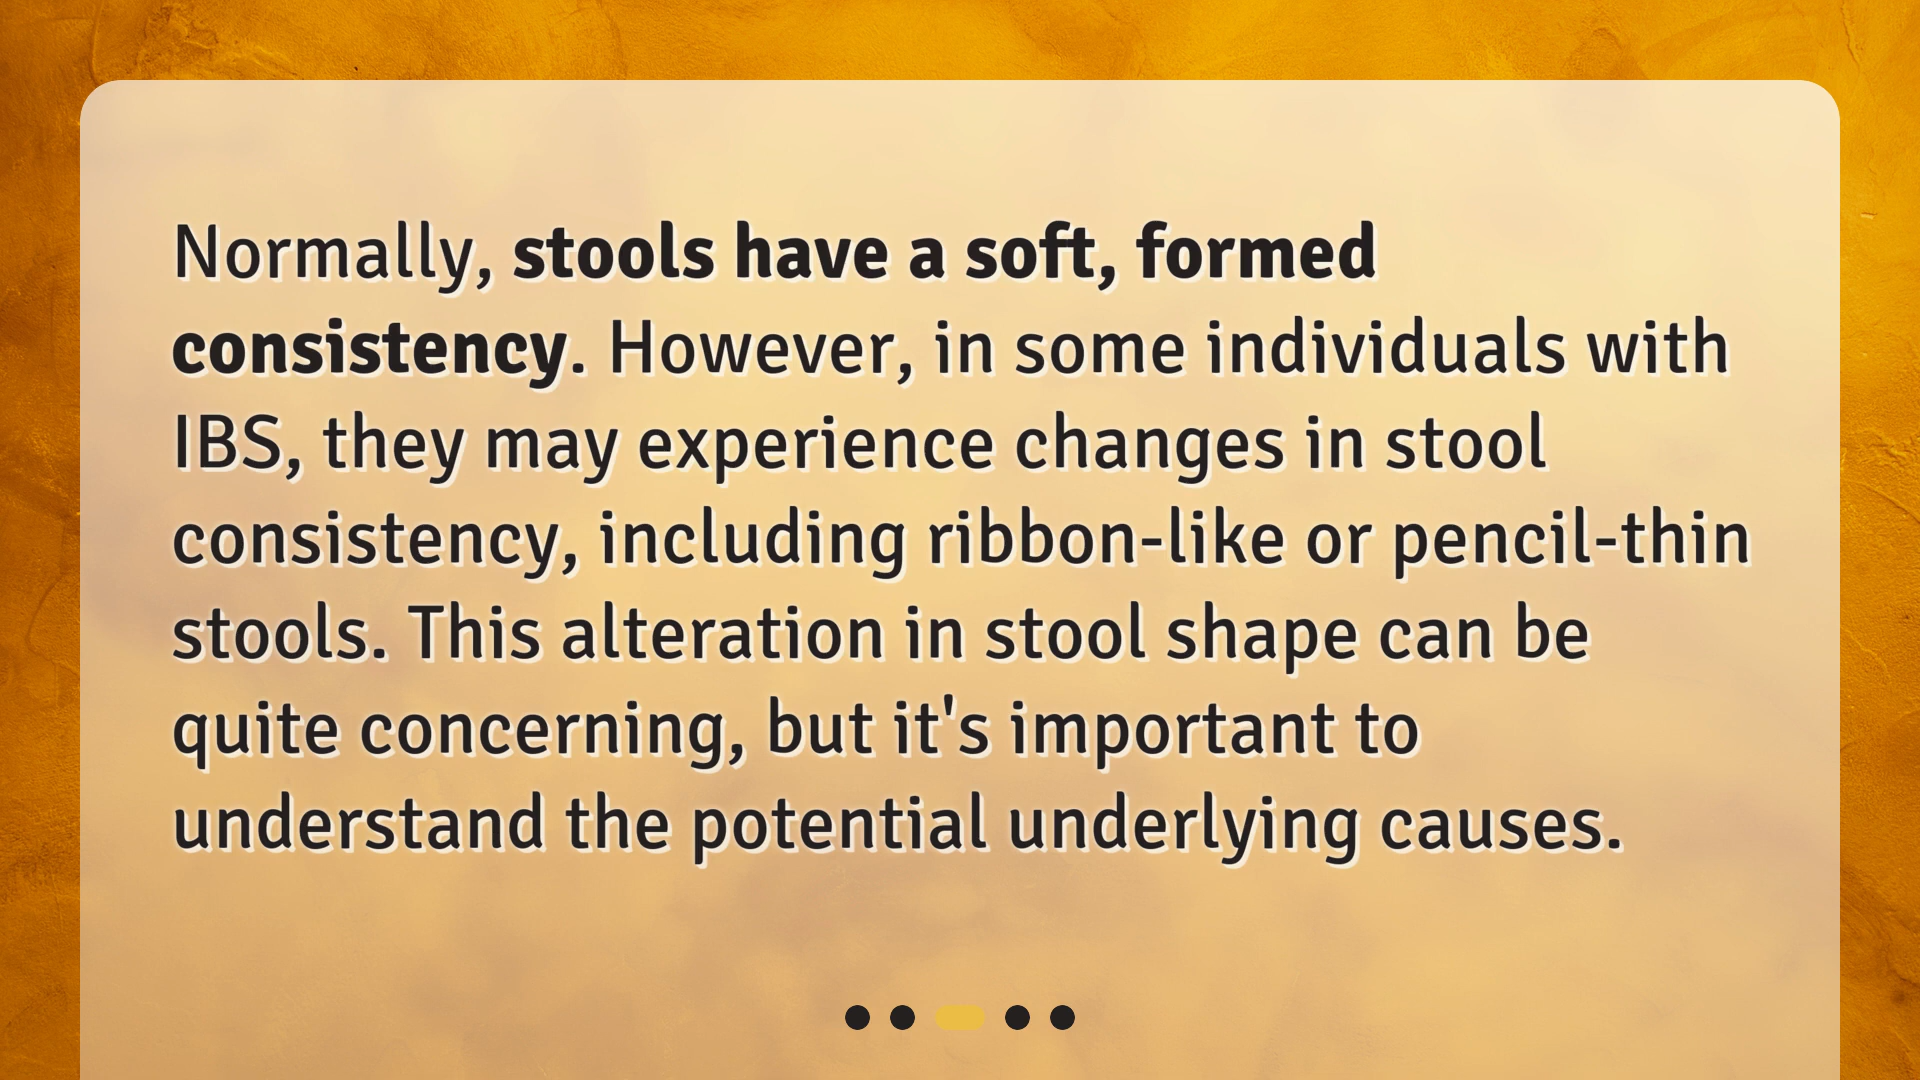 Normally, stools have a soft, formed
consistency. However, in some individuals with
IBS, they may experience changes in stool
consistency, including ribbon-like or pencil-thin
stools. This alteration in stool shape can be
quite concerning, but it's important to
understand the potential underlying causes.